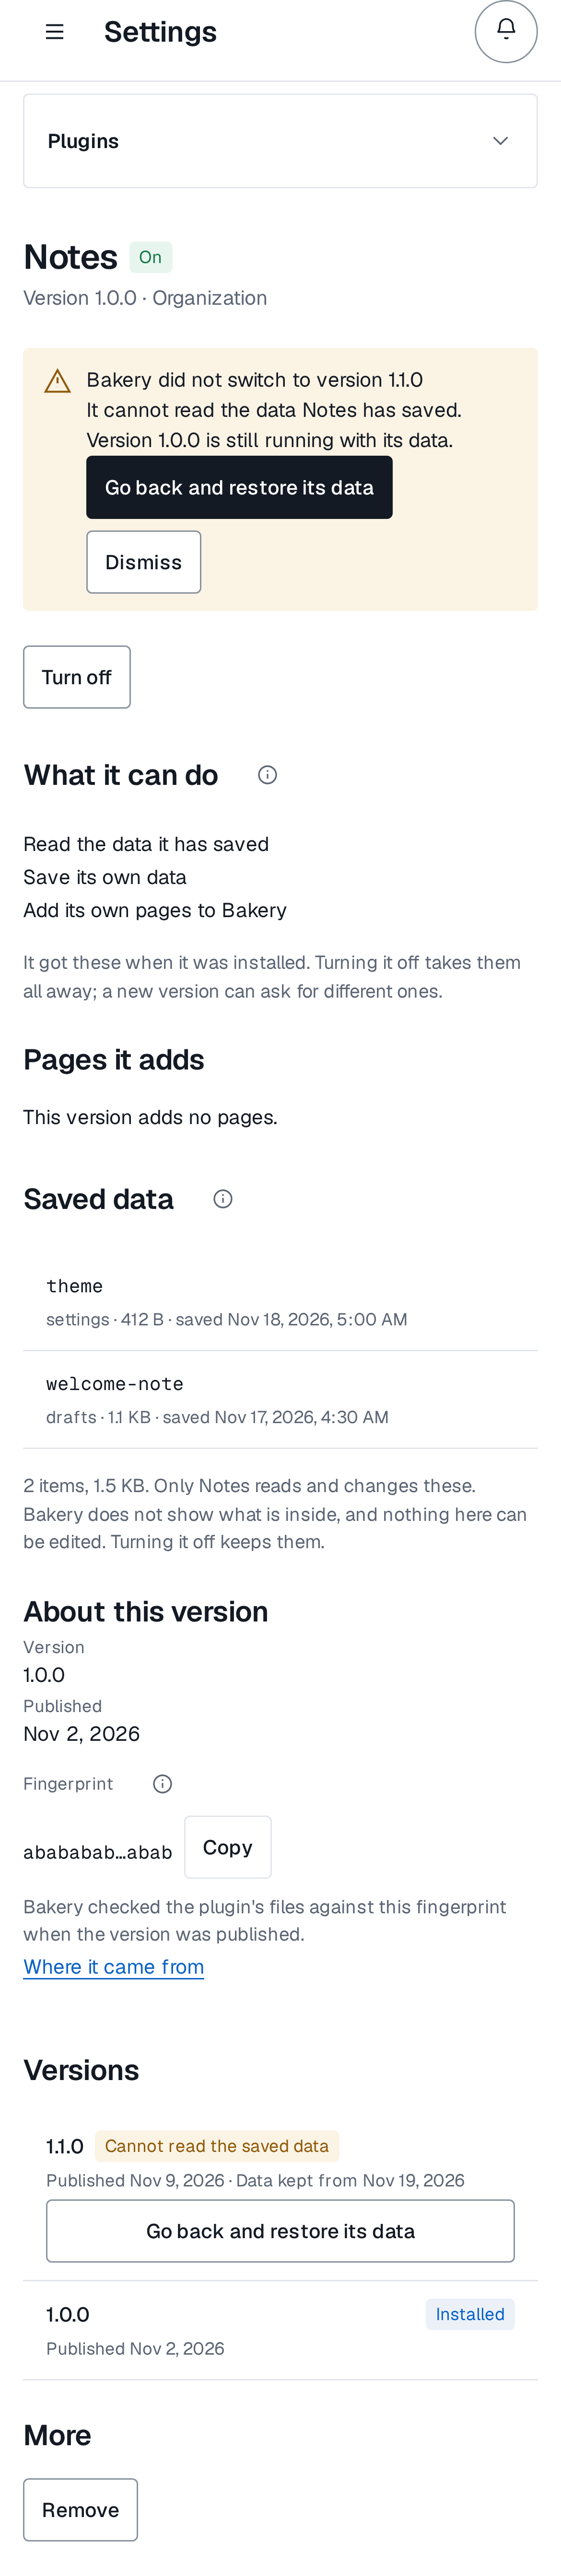 Settings
Plugins
Notes On
Version 1.0.0 · Organization
Bakery did not switch to version 1.1.0
It cannot read the data Notes has saved.
Version 1.0.0 is still running with its data.
Go back and restore its data
Dismiss
Turn off
What it can do
Read the data it has saved
Save its own data
Add its own pages to Bakery
It got these when it was installed. Turning it off takes them
all away; a new version can ask for different ones.
Pages it adds
This version adds no pages.
Saved data
theme
settings · 412 B · saved Nov 18, 2026, 5:00 AM
welcome-note
drafts · 1.1 KB · saved Nov 17, 2026, 4:30 AM
2 items, 1.5 KB. Only Notes reads and changes these.
Bakery does not show what is inside, and nothing here can
be edited. Turning it off keeps them.
About this version
Version
1.0.0
Published
Nov 2, 2026
Fingerprint
abababab…abab Copy
Bakery checked the plugin's files against this fingerprint
when the version was published.
Where it came from
Versions
1.1.0 Cannot read the saved data
Published Nov 9, 2026 · Data kept from Nov 19, 2026
Go back and restore its data
1.0.0 Installed
Published Nov 2, 2026
More
Remove